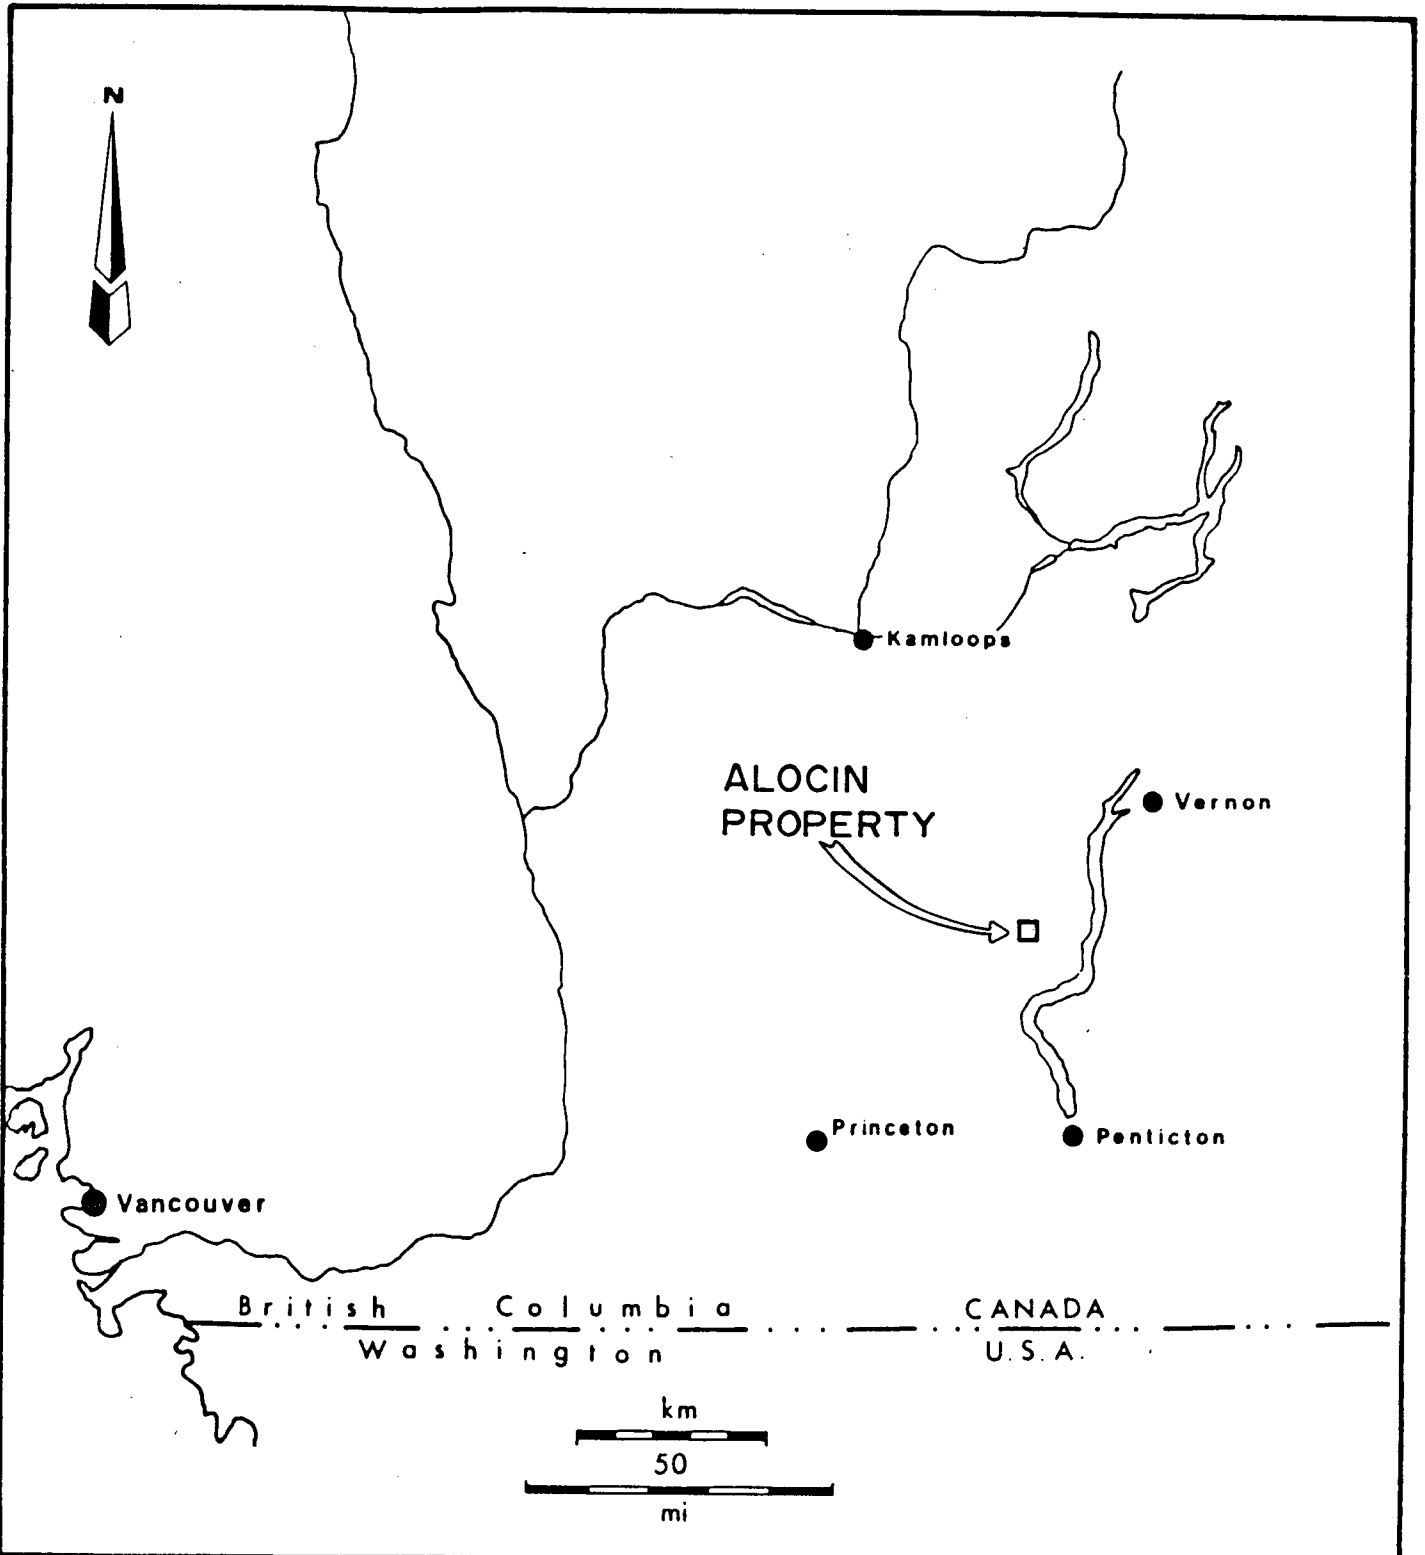 N
Kamloops
ALOCIN
PROPERTY
Vernon
Princeton
Penticton
Vancouver
British Columbia
CANADA
Washington
U.S.A.
km
50
mi